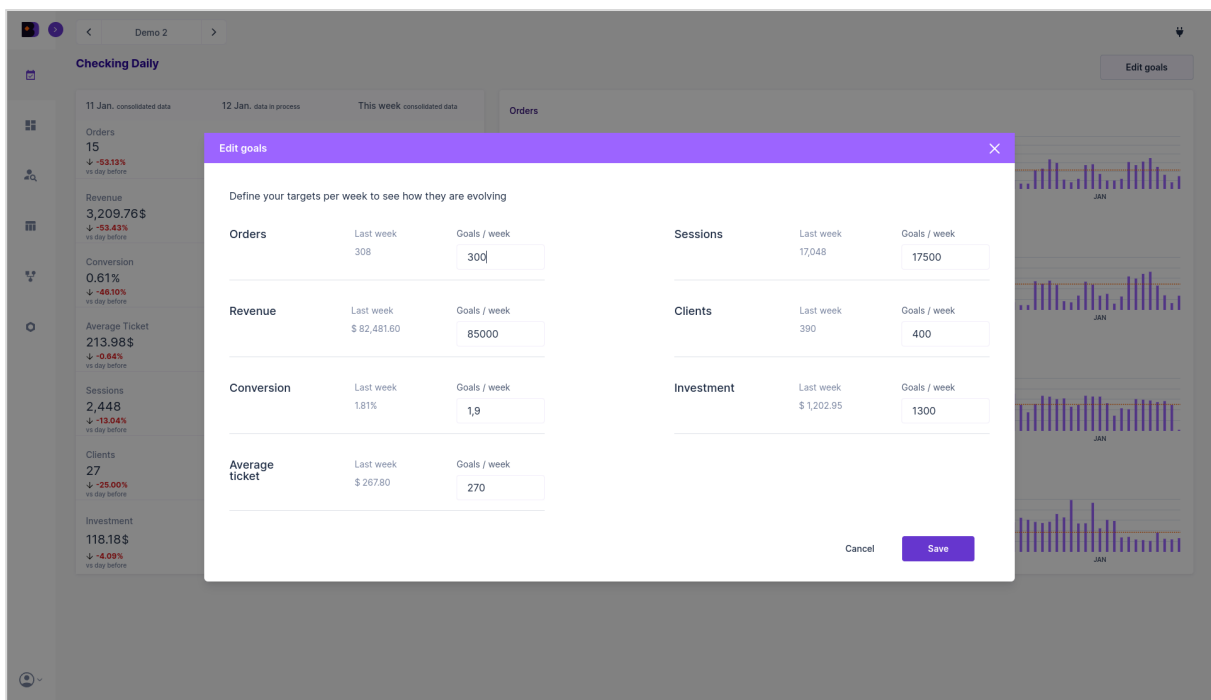 Demo 2
Checking Daily
Edit goals
11 Jan. consolidated data
12 Jan. data in process
This week consolidated data
Orders
15
-53.13%
vs day before
Revenue
3,209.76$
-53.43%
vs day before
Conversion
0.61%
-46.10%
vs day before
Average Ticket
213.98$
-0.64%
vs day before
Sessions
2,448
-13.04%
vs day before
Clients
27
-25.00%
vs day before
Investment
118.18$
-4.09%
vs day before
Orders
JAN
JAN
JAN
JAN
Edit goals
Define your targets per week to see how they are evolving
Orders
Last week
308
Goals / week
300
Sessions
Last week
17,048
Goals / week
17500
Revenue
Last week
$ 82,481.60
Goals / week
85000
Clients
Last week
390
Goals / week
400
Conversion
Last week
1.81%
Goals / week
1,9
Investment
Last week
$ 1,202.95
Goals / week
1300
Average
ticket
Last week
$ 267.80
Goals / week
270
Cancel
Save